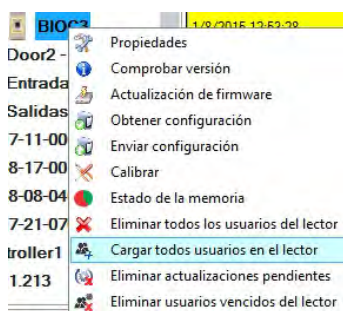 BIOC3
1/8/2015 12:53:28
Propiedades
Door2 -
Comprobar versión
Entrada
Actualización de firmware
Salidas
Obtener configuración
7-11-00
Enviar configuración
8-17-00
Calibrar
8-08-04
Estado de la memoria
7-21-07
Eliminar todos los usuarios del lector
troller1
Cargar todos usuarios en el lector
1.213
Eliminar actualizaciones pendientes
Eliminar usuarios vencidos del lector